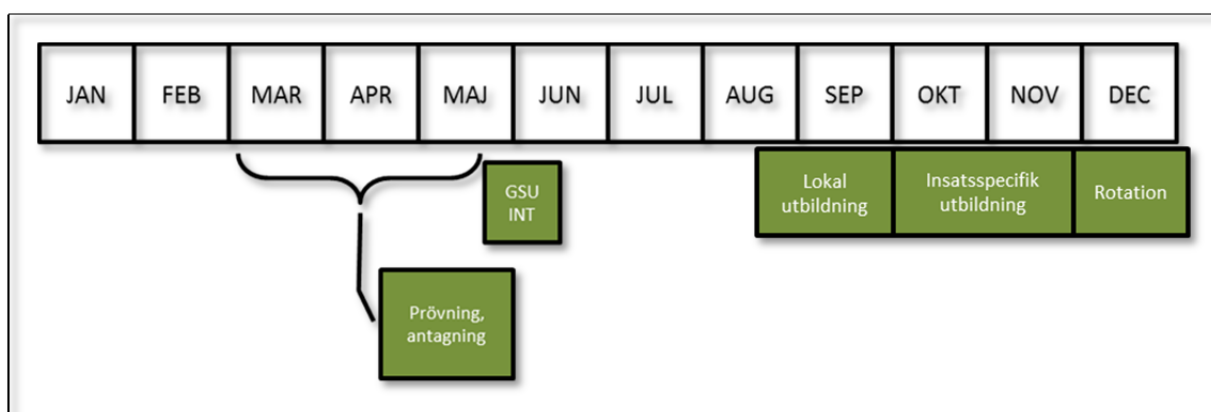 JAN FEB MAR APR MAJ JUN JUL AUG SEP OKT NOV DEC
GSU
INT
Lokal
utbildning
Insatsspecifik
utbildning
Rotation
Prövning,
antagning